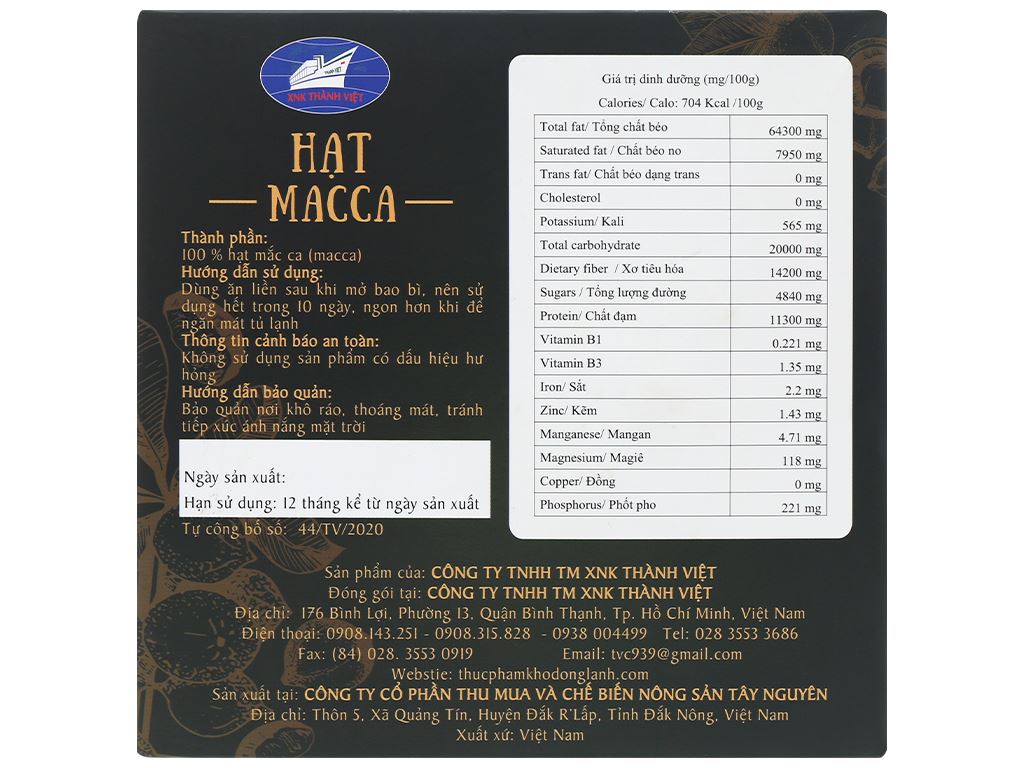 XNK THÀNH VIỆT
HẠT
MACCA
Thành phần:
100 % hạt mắc ca (macca)
Hướng dẫn sử dụng:
Dùng ăn liền sau khi mở bao bì, nên sử
dụng hết trong 10 ngày, ngon hơn khi để
ngăn mát tủ lạnh
Thông tin cảnh báo an toàn:
Không sử dụng sản phẩm có dấu hiệu hư
hỏng
Hướng dẫn bảo quản:
Bảo quản nơi khô ráo, thoáng mát, tránh
tiếp xúc ánh nắng mặt trời
Ngày sản xuất:
Hạn sử dụng: 12 tháng kể từ ngày sản xuất
Tự công bố số: 44/TV/2020
Giá trị dinh dưỡng (mg/100g)
Calories/ Calo: 704 Kcal /100g
Total fat/ Tổng chất béo 64300 mg
Saturated fat / Chất béo no 7950 mg
Trans fat/ Chất béo dạng trans 0 mg
Cholesterol 0 mg
Potassium/ Kali 565 mg
Total carbohydrate 20000 mg
Dietary fiber / Xơ tiêu hóa 14200 mg
Sugars / Tổng lượng đường 4840 mg
Protein/ Chất đạm 11300 mg
Vitamin B1 0.221 mg
Vitamin B3 1.35 mg
Iron/ Sắt 2.2 mg
Zinc/ Kẽm 1.43 mg
Manganese/ Mangan 4.71 mg
Magnesium/ Magiê 118 mg
Copper/ Đồng 0 mg
Phosphorus/ Phốt pho 221 mg
Sản phẩm của: CÔNG TY TNHH TM XNK THÀNH VIỆT
Đóng gói tại: CÔNG TY TNHH TM XNK THÀNH VIỆT
Địa chỉ: 176 Bình Lợi, Phường 13, Quận Bình Thạnh, Tp. Hồ Chí Minh, Việt Nam
Điện thoại: 0908.143.251 - 0908.315.828 - 0938 004499 Tel: 028 3553 3686
Fax: (84) 028. 3553 0919 Email: tvc939@gmail.com
Webstie: thucphamkhodonglanh.com
Sản xuất tại: CÔNG TY CỔ PHẦN THU MUA VÀ CHẾ BIẾN NÔNG SẢN TÂY NGUYÊN
Địa chỉ: Thôn 5, Xã Quảng Tín, Huyện Đắk R'Lấp, Tỉnh Đắk Nông, Việt Nam
Xuất xứ: Việt Nam